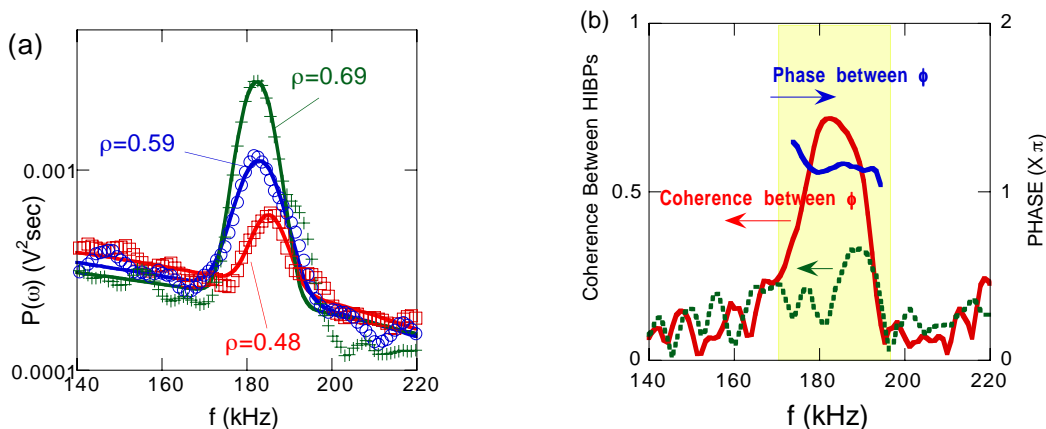 (a)
P(ω) (V²sec)
0.001
0.0001
ρ=0.69
ρ=0.59
ρ=0.48
140 160 180 200 220
f (kHz)
(b)
Coherence Between HIBPs
1
0.5
0
Phase between ϕ
Coherence between ϕ
2
1
0
PHASE (X π)
140 160 180 200 220
f (kHz)